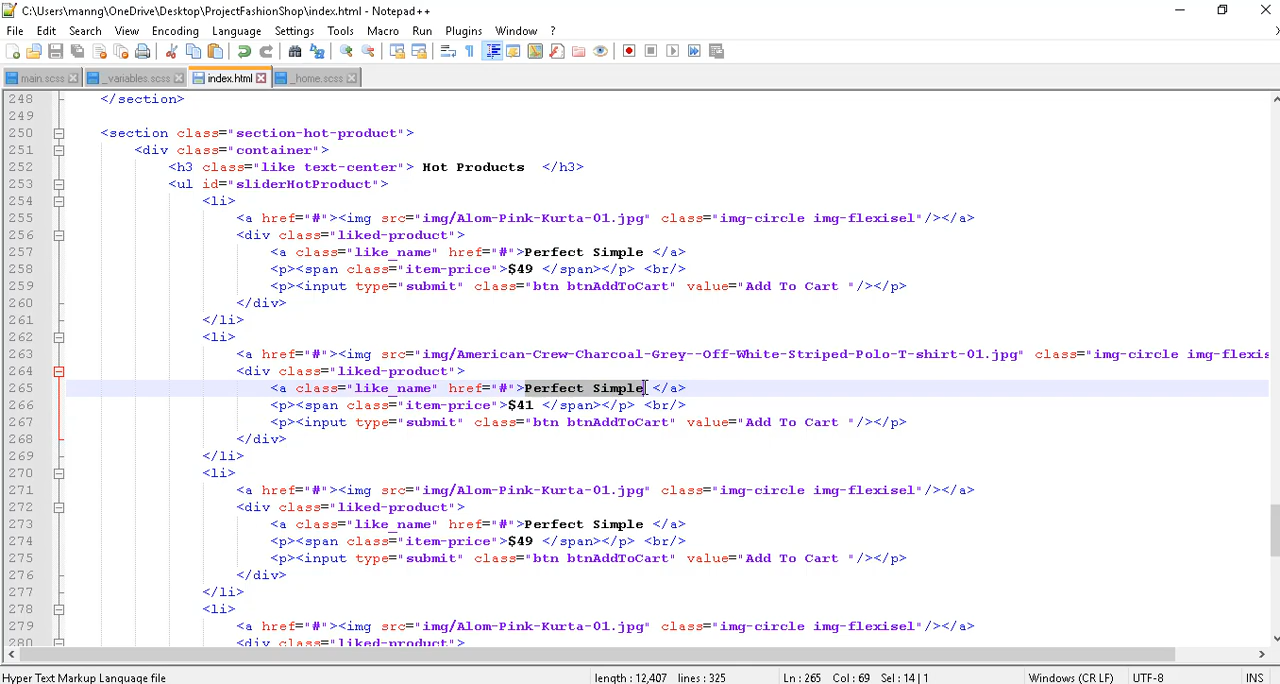 C:\Users\manng\OneDrive\Desktop\ProjectFashionShop\index.html - Notepad++
File Edit Search View Encoding Language Settings Tools Macro Run Plugins Window ?
main.scss _variables.scss index.html _home.scss
248 </section>
249
250 <section class="section-hot-product">
251 <div class="container">
252 <h3 class="like text-center"> Hot Products </h3>
253 <ul id="sliderHotProduct">
254 <li>
255 <a href="#"><img src="img/Alom-Pink-Kurta-01.jpg" class="img-circle img-flexisel"/></a>
256 <div class="liked-product">
257 <a class="like_name" href="#">Perfect Simple </a>
258 <p><span class="item-price">$49 </span></p> <br/>
259 <p><input type="submit" class="btn btnAddToCart" value="Add To Cart "/></p>
260 </div>
261 </li>
262 <li>
263 <a href="#"><img src="img/American-Crew-Charcoal-Grey--Off-White-Striped-Polo-T-shirt-01.jpg" class="img-circle img-flexis
264 <div class="liked-product">
265 <a class="like_name" href="#">Perfect Simple </a>
266 <p><span class="item-price">$41 </span></p> <br/>
267 <p><input type="submit" class="btn btnAddToCart" value="Add To Cart "/></p>
268 </div>
269 </li>
270 <li>
271 <a href="#"><img src="img/Alom-Pink-Kurta-01.jpg" class="img-circle img-flexisel"/></a>
272 <div class="liked-product">
273 <a class="like_name" href="#">Perfect Simple </a>
274 <p><span class="item-price">$49 </span></p> <br/>
275 <p><input type="submit" class="btn btnAddToCart" value="Add To Cart "/></p>
276 </div>
277 </li>
278 <li>
279 <a href="#"><img src="img/Alom-Pink-Kurta-01.jpg" class="img-circle img-flexisel"/></a>
280 <div class="liked-product">
Hyper Text Markup Language file length : 12,407 lines : 325 Ln : 265 Col : 69 Sel : 14 | 1 Windows (CR LF) UTF-8 INS